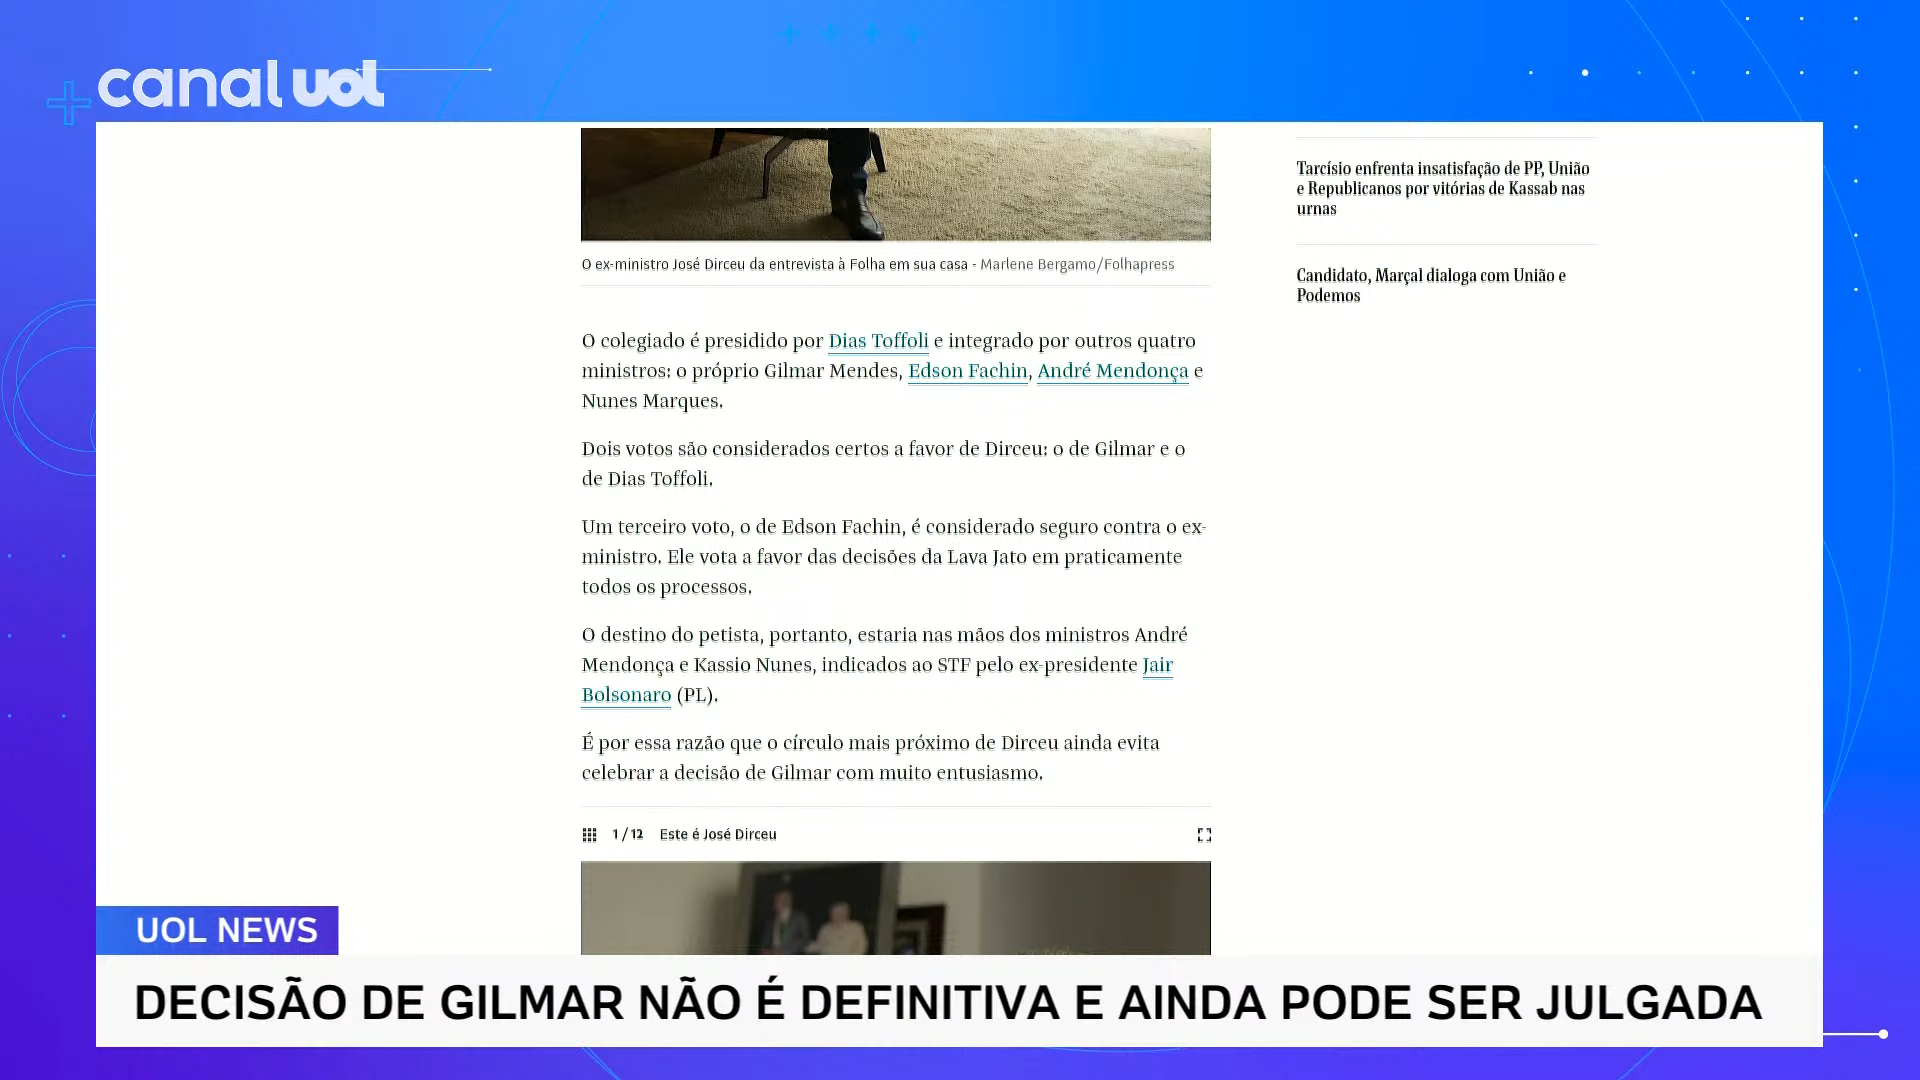 canal uol
O ex-ministro José Dirceu da entrevista à Folha em sua casa - Marlene Bergamo/Folhapress
O colegiado é presidido por Dias Toffoli e integrado por outros quatro
ministros: o próprio Gilmar Mendes, Edson Fachin, André Mendonça e
Nunes Marques.
Dois votos são considerados certos a favor de Dirceu: o de Gilmar e o
de Dias Toffoli.
Um terceiro voto, o de Edson Fachin, é considerado seguro contra o ex-
ministro. Ele vota a favor das decisões da Lava Jato em praticamente
todos os processos.
O destino do petista, portanto, estaria nas mãos dos ministros André
Mendonça e Kassio Nunes, indicados ao STF pelo ex-presidente Jair
Bolsonaro (PL).
É por essa razão que o círculo mais próximo de Dirceu ainda evita
celebrar a decisão de Gilmar com muito entusiasmo.
1 / 12 Este é José Dirceu
Tarcísio enfrenta insatisfação de PP, União
e Republicanos por vitórias de Kassab nas
urnas
Candidato, Marçal dialoga com União e
Podemos
UOL NEWS
DECISÃO DE GILMAR NÃO É DEFINITIVA E AINDA PODE SER JULGADA